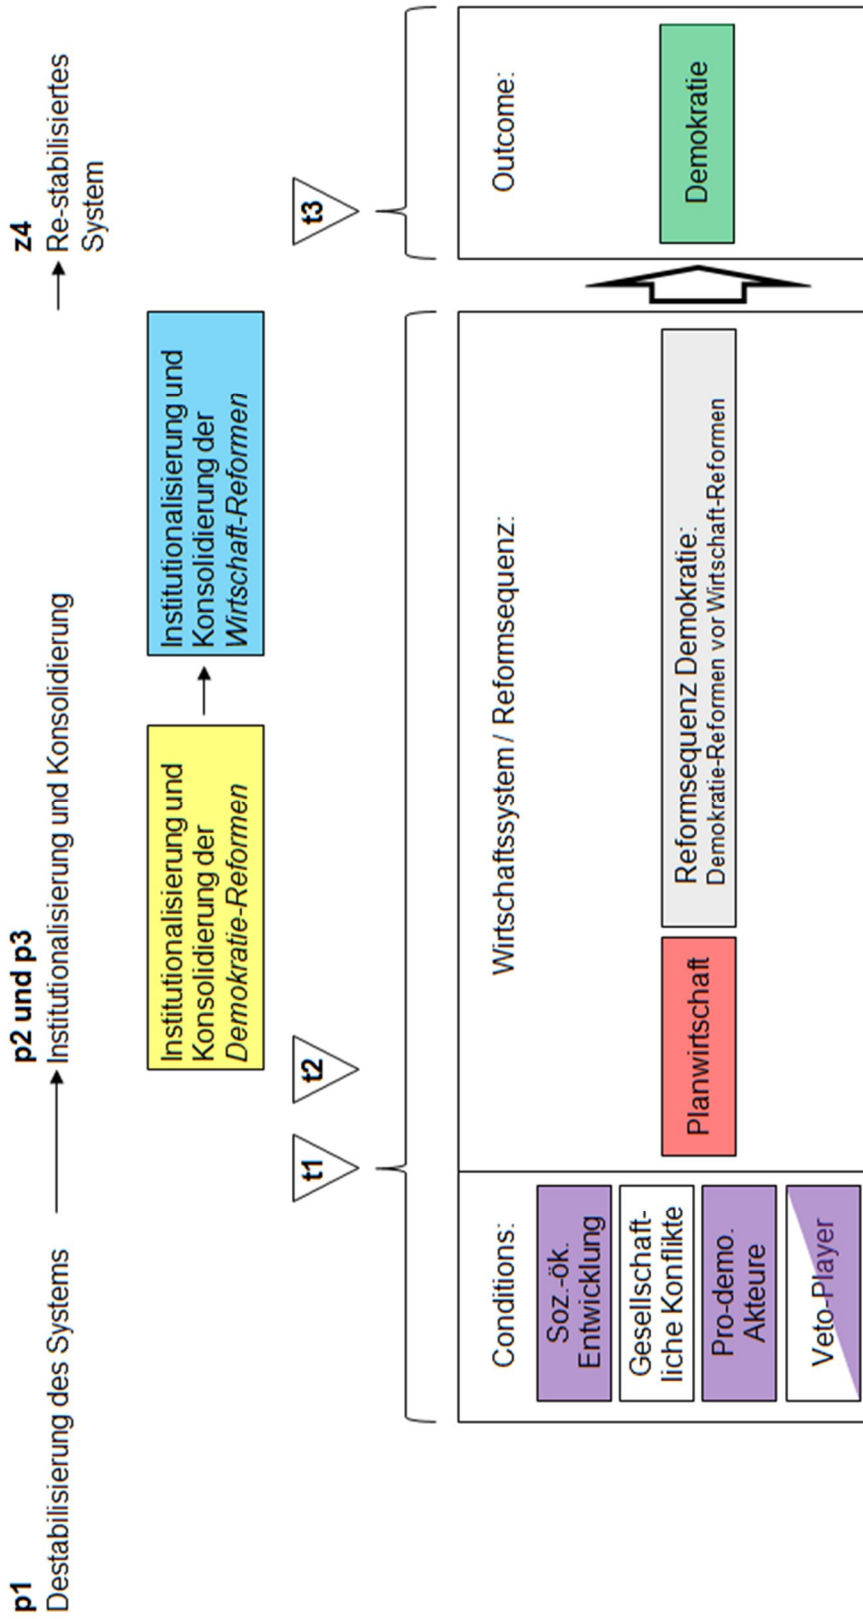 p1
Destabilisierung des Systems
p2 und p3
Institutionalisierung und Konsolidierung
z4
Re-stabilisiertes
System
Institutionalisierung und
Konsolidierung der
Demokratie-Reformen
Institutionalisierung und
Konsolidierung der
Wirtschaft-Reformen
t1
t2
t3
Conditions:
Soz.-ök.
Entwicklung
Gesellschaft-
liche Konflikte
Pro-demo.
Akteure
Veto-Player
Wirtschaftssystem / Reformsequenz:
Planwirtschaft
Reformsequenz Demokratie:
Demokratie-Reformen vor Wirtschaft-Reformen
Outcome:
Demokratie